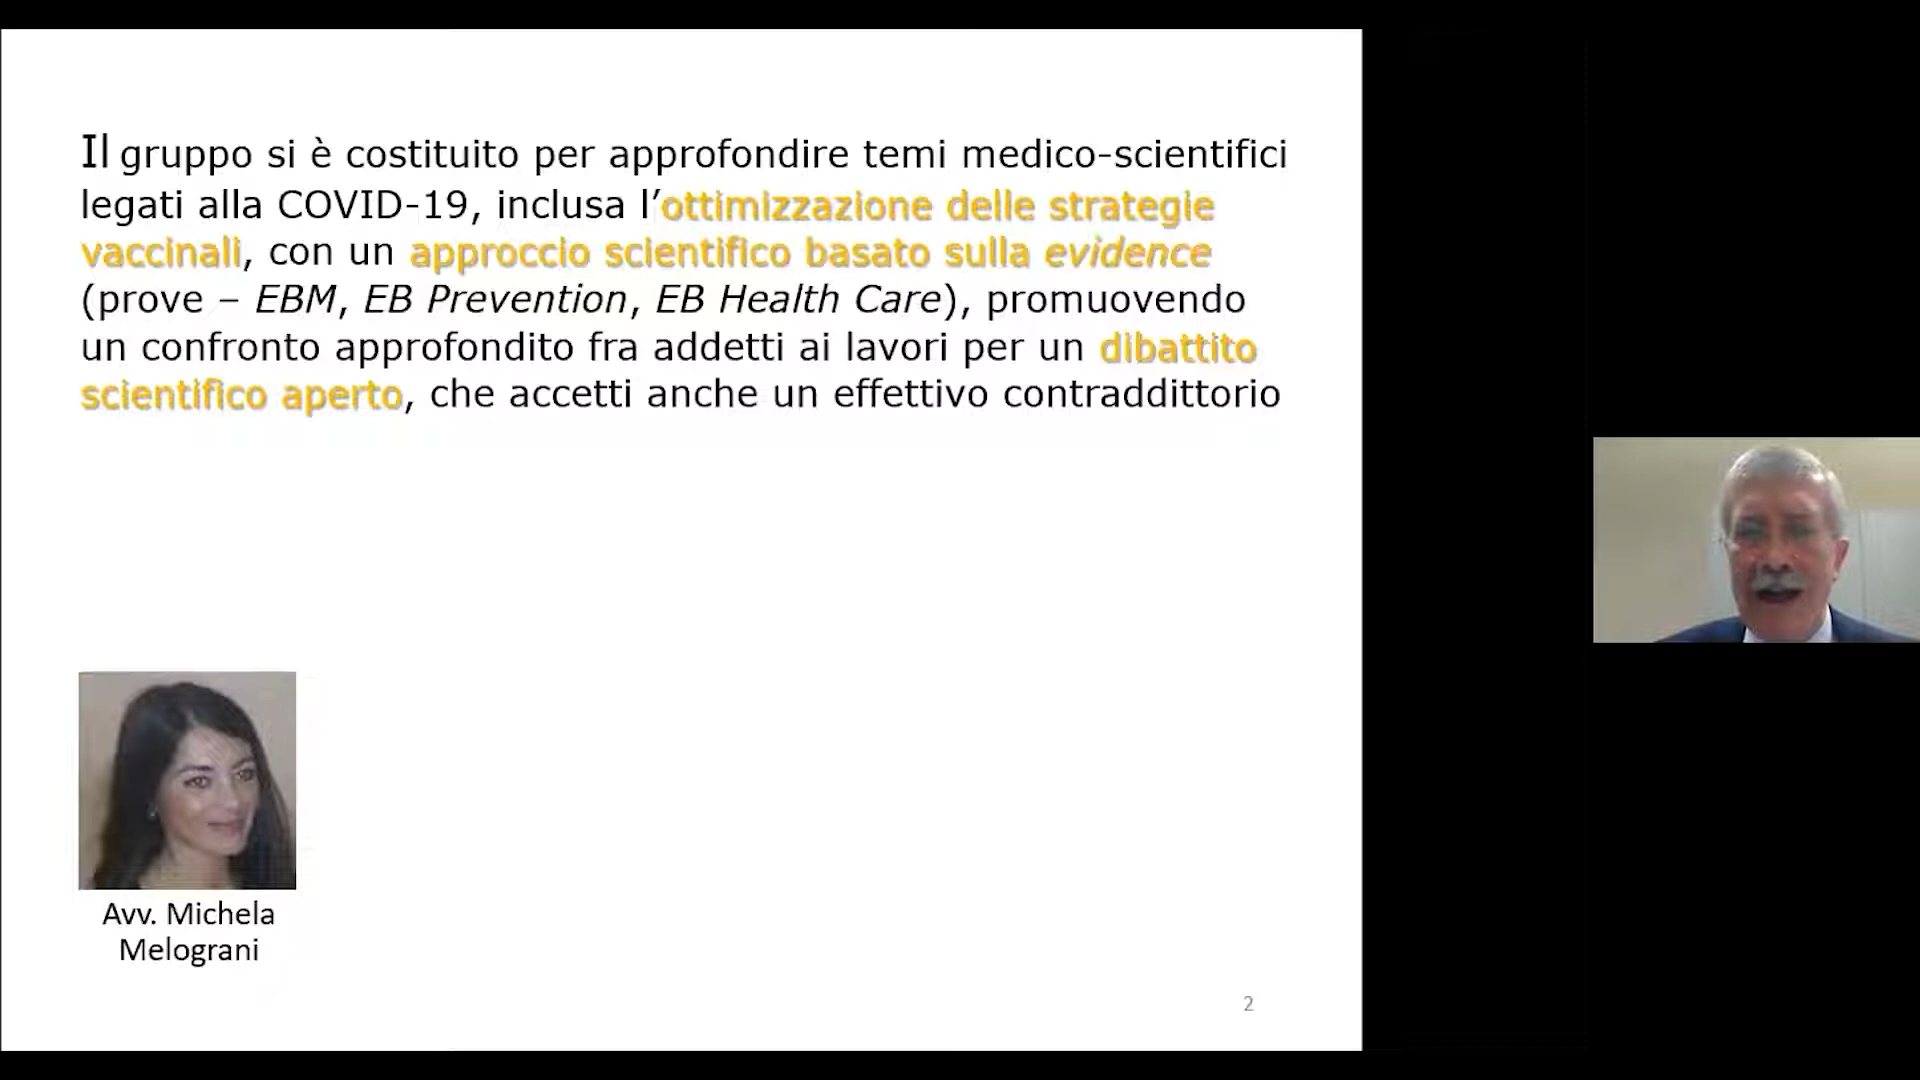 Il gruppo si è costituito per approfondire temi medico-scientifici
legati alla COVID-19, inclusa l’ottimizzazione delle strategie
vaccinali, con un approccio scientifico basato sulla evidence
(prove – EBM, EB Prevention, EB Health Care), promuovendo
un confronto approfondito fra addetti ai lavori per un dibattito
scientifico aperto, che accetti anche un effettivo contraddittorio
Avv. Michela
Melograni
2